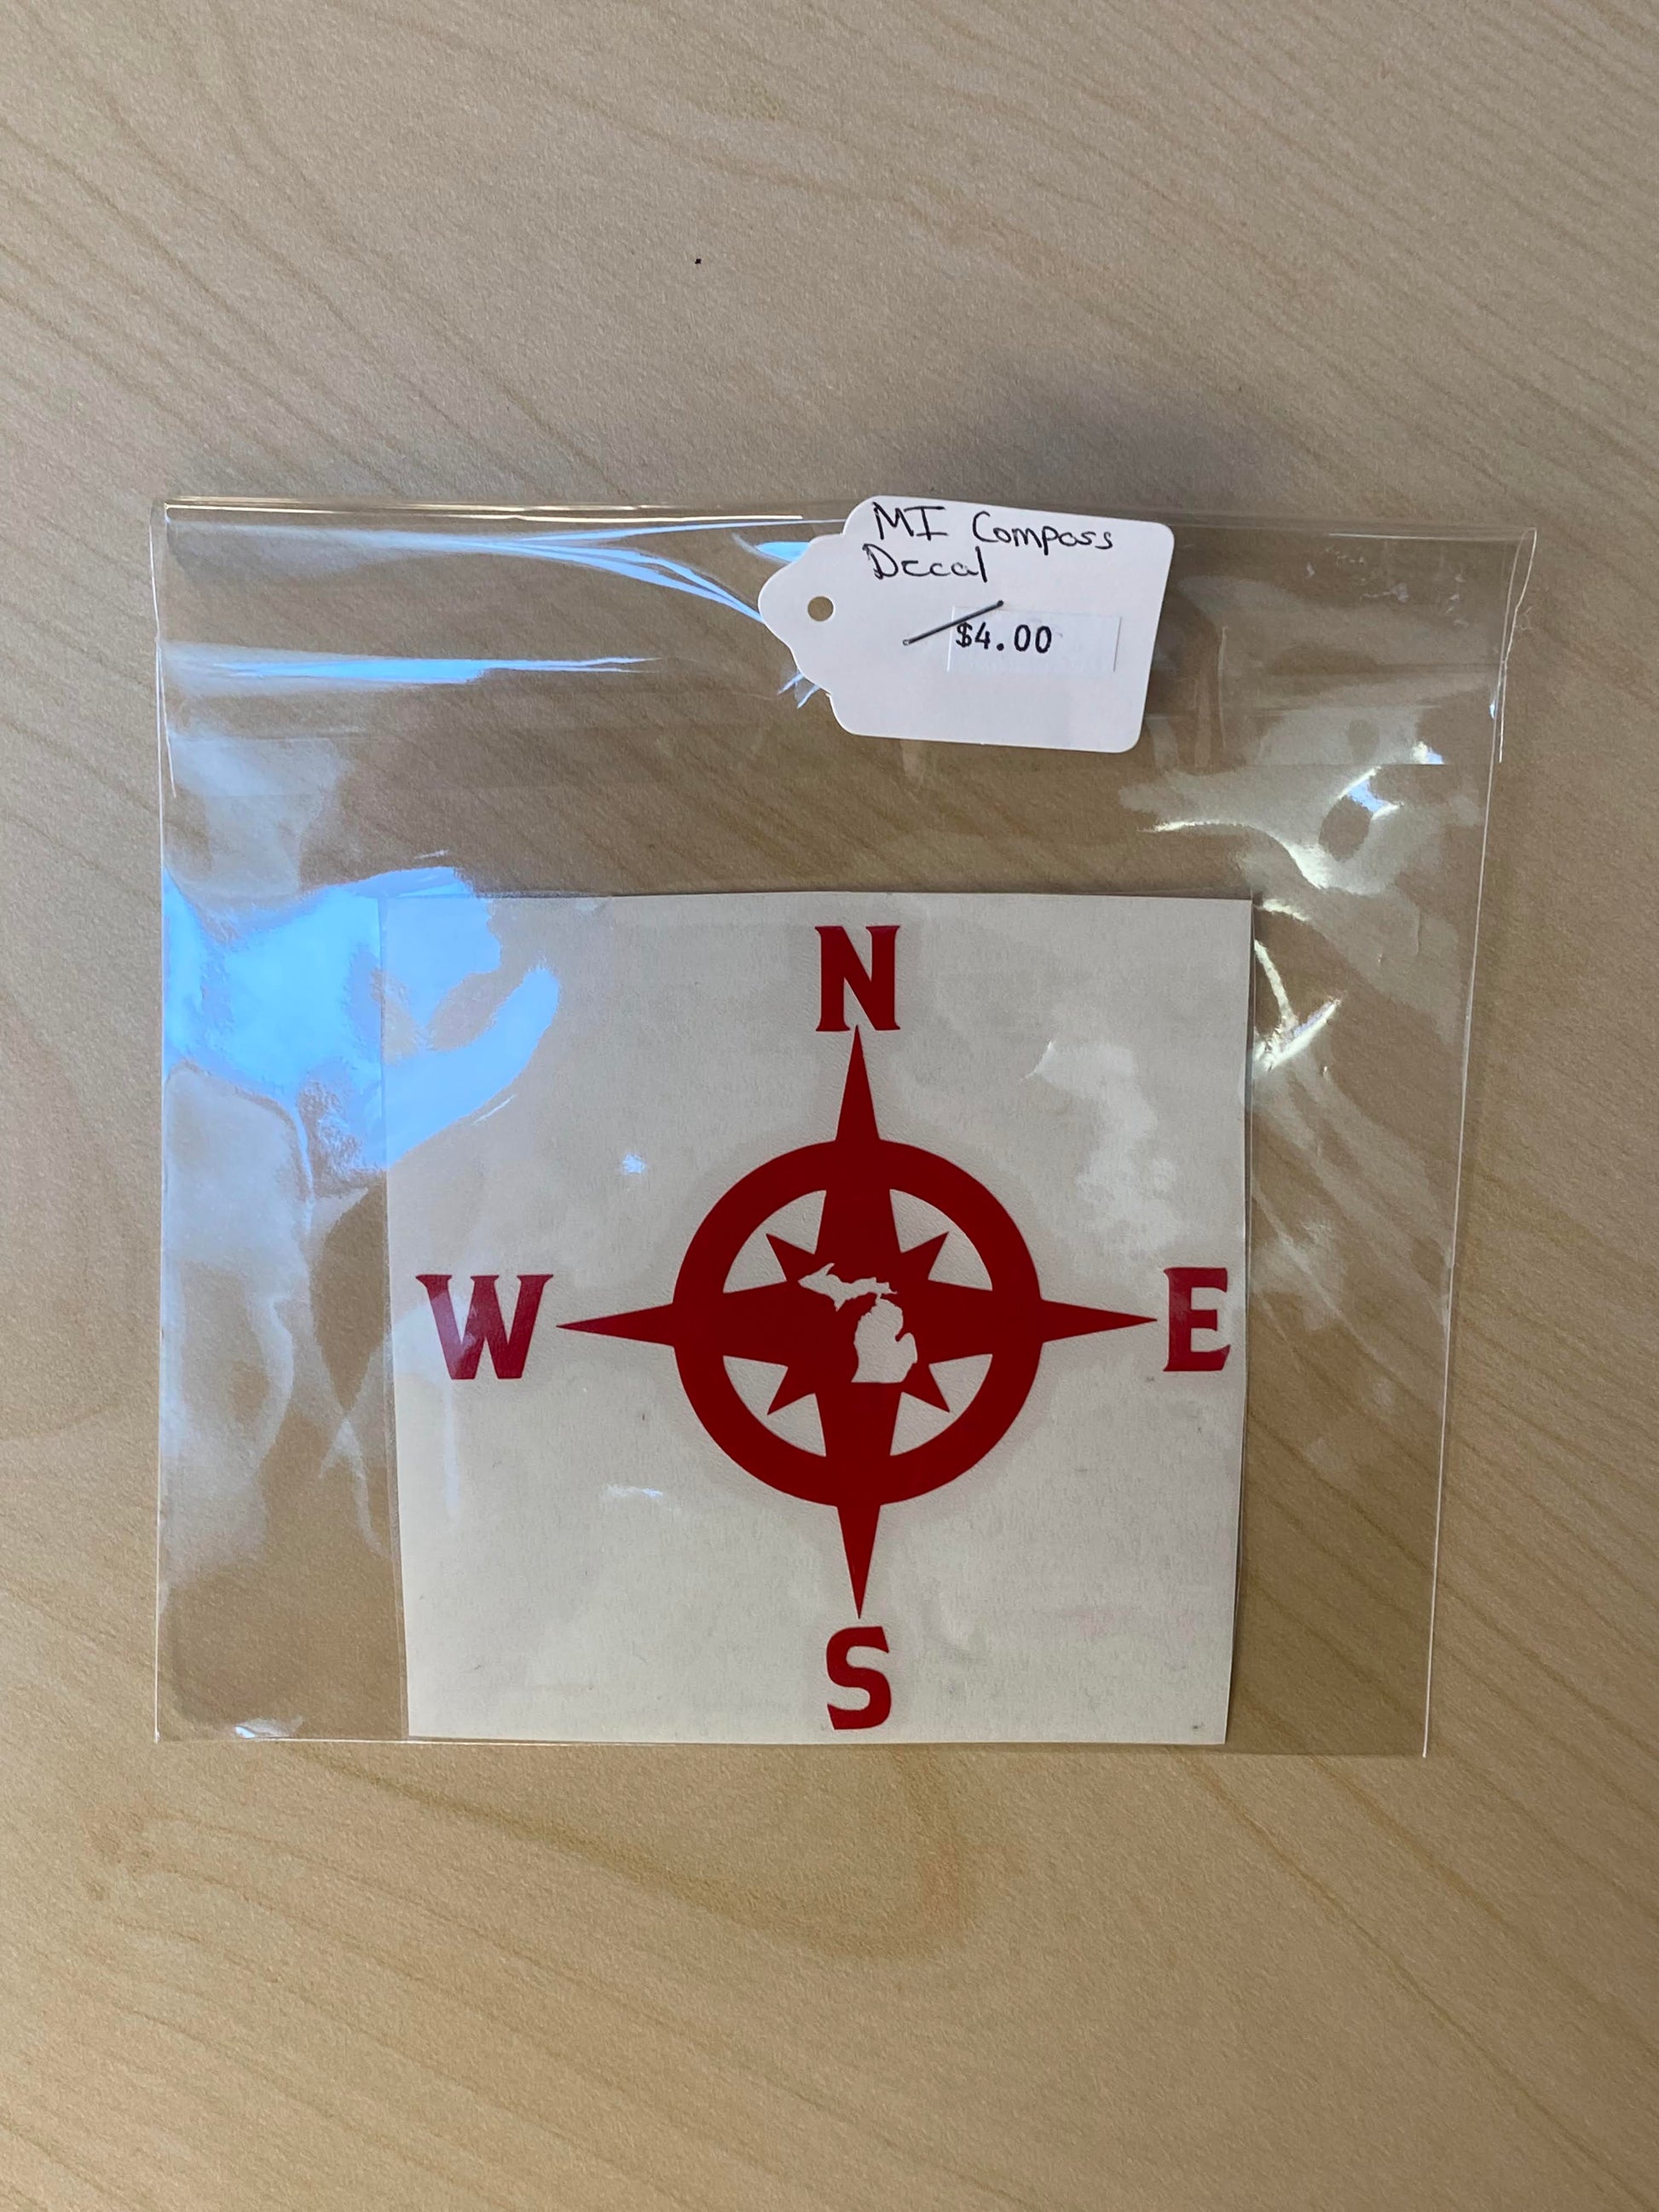 MI Compass
Decal
$4.00
N
W E
S